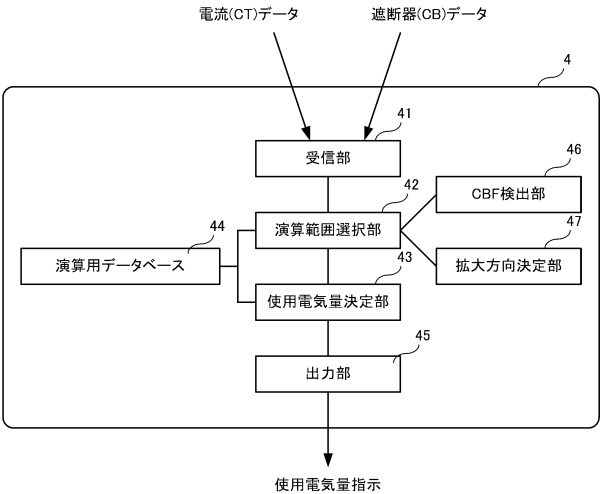 電流(CT)データ
遮断器(CB)データ
4
41
受信部
46
CBF検出部
42
演算範囲選択部
44
演算用データベース
47
拡大方向決定部
43
使用電気量決定部
45
出力部
使用電気量指示